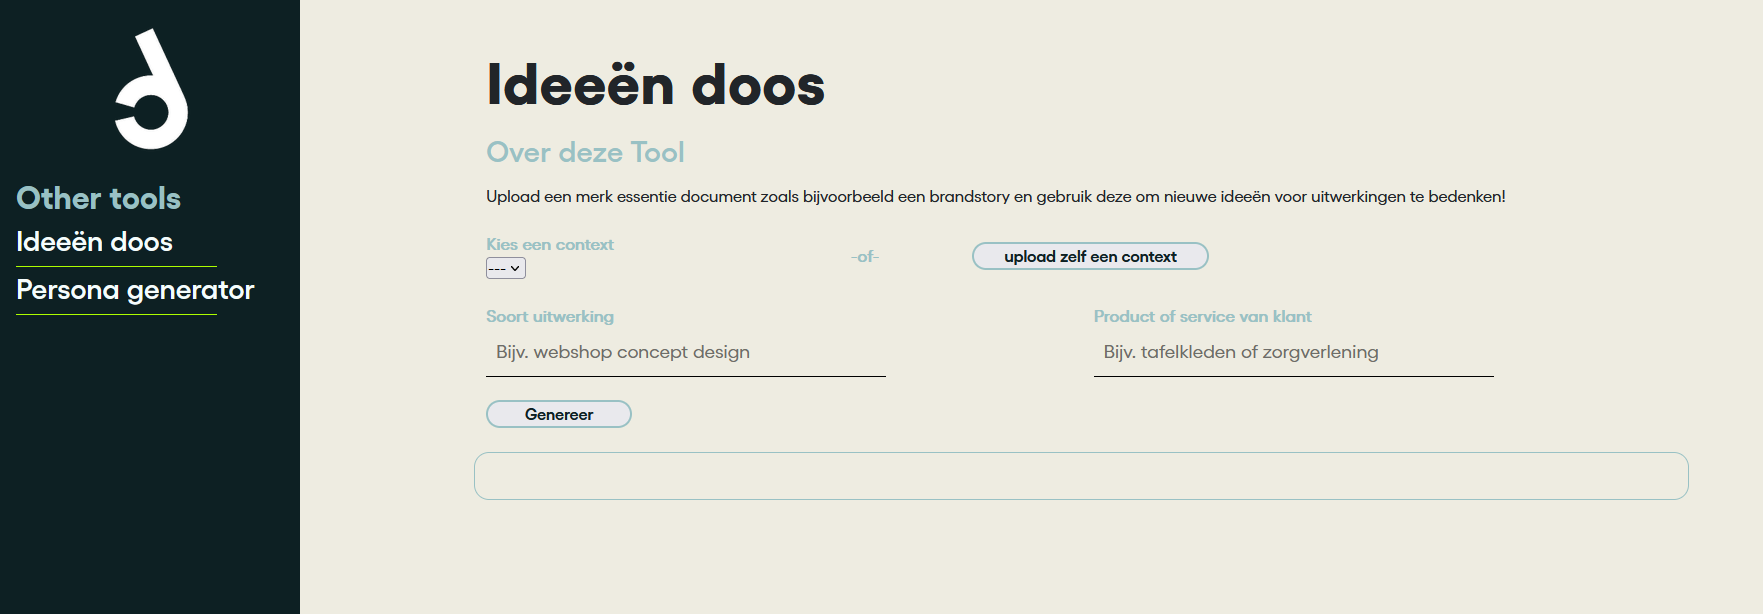 Other tools
Ideeën doos
Persona generator
Ideeën doos
Over deze Tool
Upload een merk essentie document zoals bijvoorbeeld een brandstory en gebruik deze om nieuwe ideeën voor uitwerkingen te bedenken!
Kies een context
---
-of-
upload zelf een context
Soort uitwerking
Bijv. webshop concept design
Product of service van klant
Bijv. tafelkleden of zorgverlening
Genereer